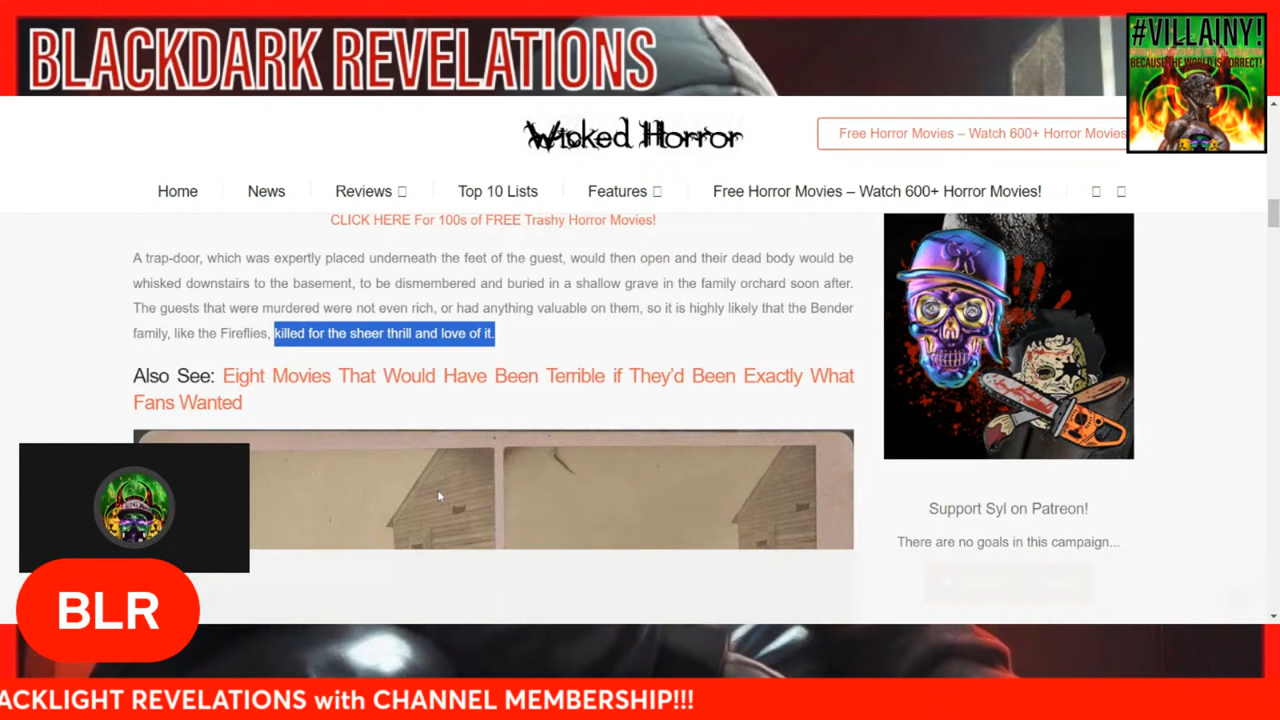 BLACKDARK REVELATIONS
#VILLAINY!
BECAUSE THE WORLD IS CORRECT!
Wicked Horror
Free Horror Movies – Watch 600+ Horror Movies
Home News Reviews Top 10 Lists Features Free Horror Movies – Watch 600+ Horror Movies!
CLICK HERE For 100s of FREE Trashy Horror Movies!
A trap-door, which was expertly placed underneath the feet of the guest, would then open and their dead body would be
whisked downstairs to the basement, to be dismembered and buried in a shallow grave in the family orchard soon after.
The guests that were murdered were not even rich, or had anything valuable on them, so it is highly likely that the Bender
family, like the Fireflies, killed for the sheer thrill and love of it.
Also See: Eight Movies That Would Have Been Terrible if They’d Been Exactly What
Fans Wanted
CK
Support Syl on Patreon!
There are no goals in this campaign...
BLR
ACKLIGHT REVELATIONS with CHANNEL MEMBERSHIP!!!